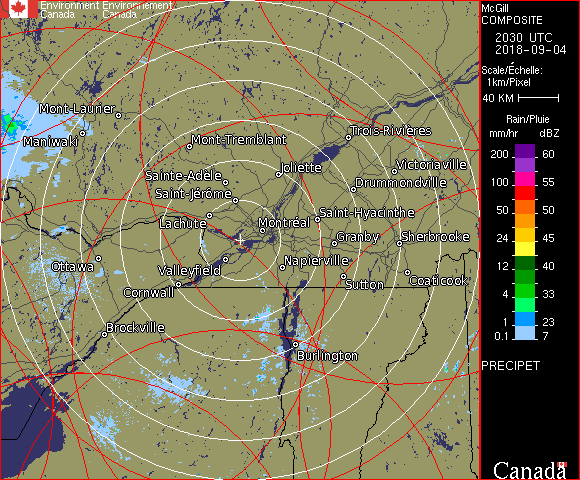 Environment Environnement
Canada Canada
McGill
COMPOSITE
2030 UTC
2018-09-04
Scale/Échelle:
1km/Pixel
40 KM
Rain/Pluie
mm/hr dBZ
200 60
100 55
50 50
24 45
12 40
4 33
1 23
0.1 7
PRECIPET
Canada
Mont-Laurier
Maniwaki
Mont-Tremblant
Trois-Rivières
Joliette
Victoriaville
Sainte-Adèle
Drummondville
Saint-Jérôme
Lachute
Saint-Hyacinthe
Montréal
Granby
Sherbrooke
Ottawa
Valleyfield
Napierville
Sutton
Coaticook
Cornwall
Brockville
Burlington